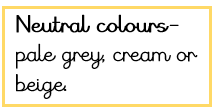 Neutral colours-
pale grey, cream or
beige.